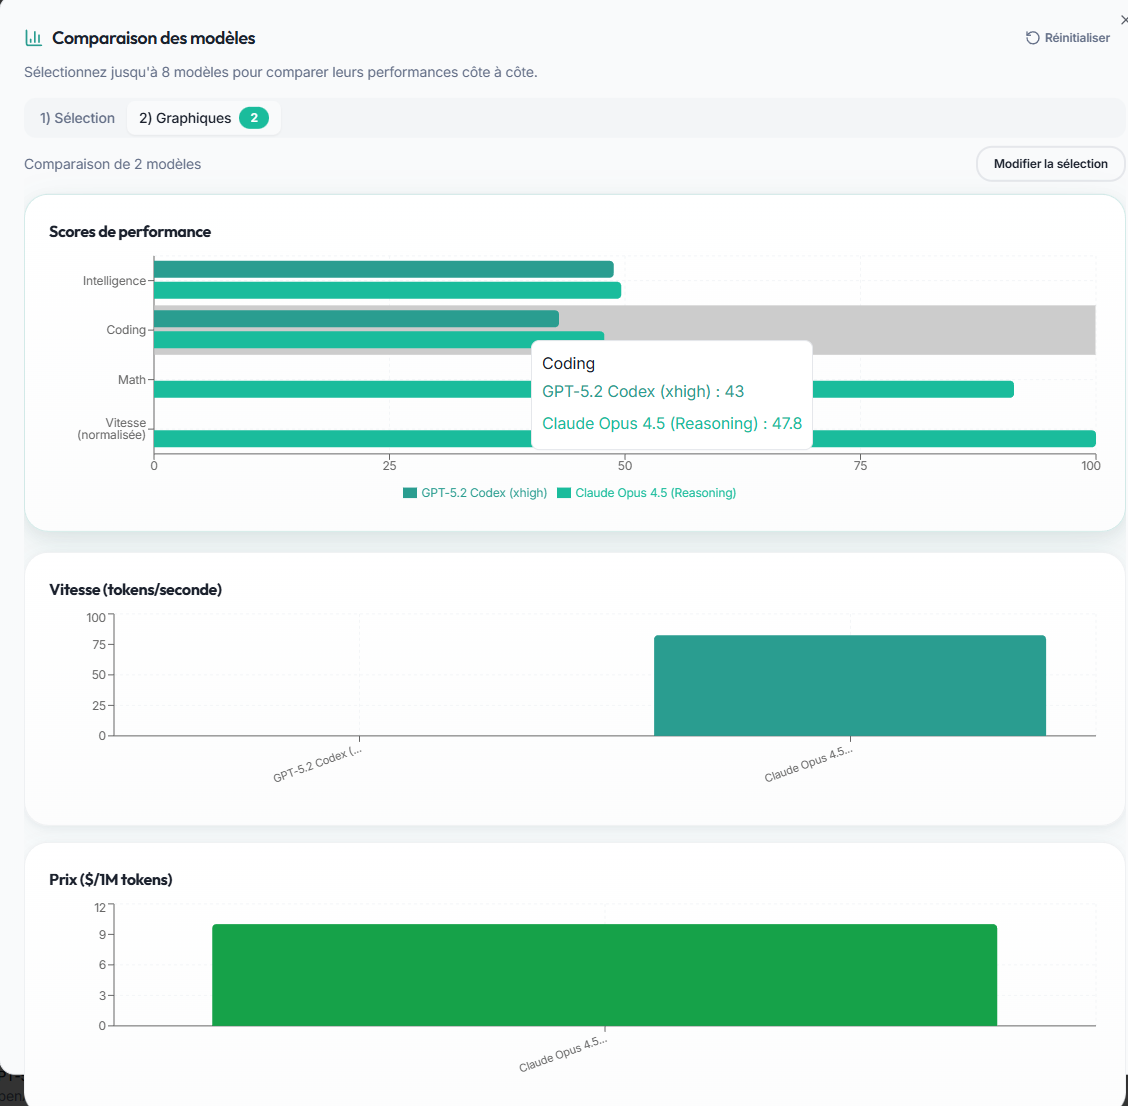 Comparaison des modèles
Réinitialiser
Sélectionnez jusqu'à 8 modèles pour comparer leurs performances côte à côte.
1) Sélection
2) Graphiques 2
Comparaison de 2 modèles
Modifier la sélection
Scores de performance
Intelligence
Coding
Math
Vitesse
(normalisée)
Coding
GPT-5.2 Codex (xhigh) : 43
Claude Opus 4.5 (Reasoning) : 47.8
0 25 50 75 100
GPT-5.2 Codex (xhigh) Claude Opus 4.5 (Reasoning)
Vitesse (tokens/seconde)
100
75
50
25
0
GPT-5.2 Codex (...
Claude Opus 4.5...
Prix ($/1M tokens)
12
9
6
3
0
Claude Opus 4.5...